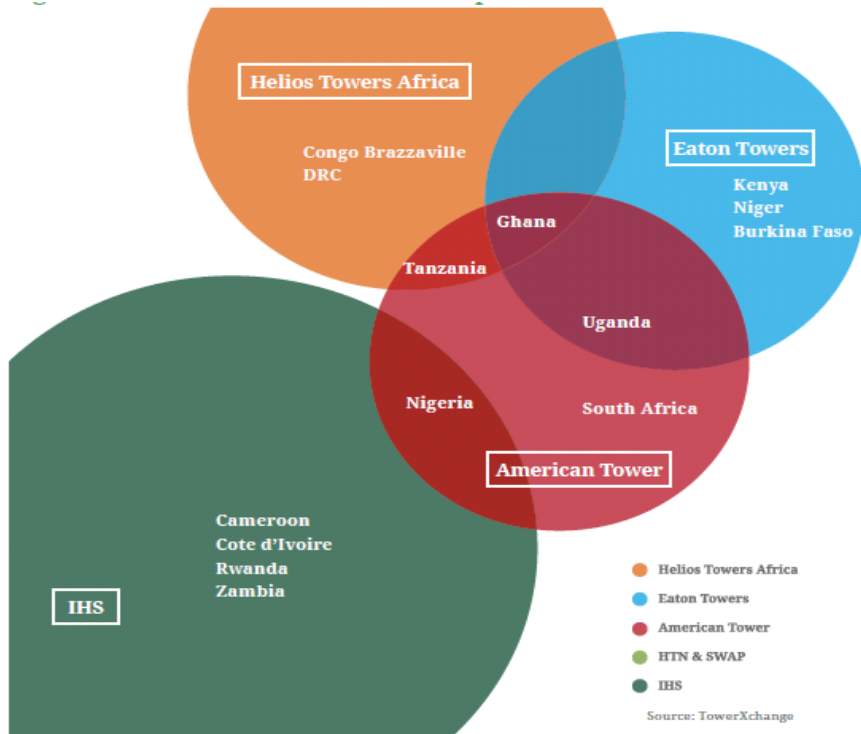 Helios Towers Africa
Congo Brazzaville
DRC
Eaton Towers
Kenya
Niger
Burkina Faso
Ghana
Tanzania
Uganda
Nigeria
South Africa
American Tower
Cameroon
Cote d'Ivoire
Rwanda
Zambia
IHS
Helios Towers Africa
Eaton Towers
American Tower
HTN & SWAP
IHS
Source: TowerXchange